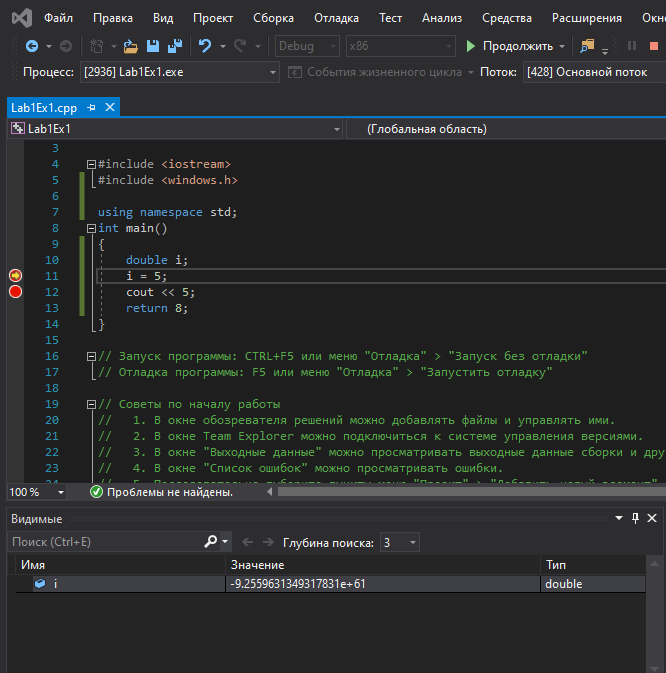 Файл Правка Вид Проект Сборка Отладка Тест Анализ Средства Расширения Окн
Debug x86 Продолжить
Процесс: [2936] Lab1Ex1.exe События жизненного цикла Поток: [428] Основной поток
Lab1Ex1.cpp
Lab1Ex1 (Глобальная область)
3
4 #include <iostream>
5 #include <windows.h>
6
7 using namespace std;
8 int main()
9 {
10 double i;
11 i = 5;
12 cout << 5;
13 return 8;
14 }
15
16 // Запуск программы: CTRL+F5 или меню "Отладка" > "Запуск без отладки"
17 // Отладка программы: F5 или меню "Отладка" > "Запустить отладку"
18
19 // Советы по началу работы
20 // 1. В окне обозревателя решений можно добавлять файлы и управлять ими.
21 // 2. В окне Team Explorer можно подключиться к системе управления версиями.
22 // 3. В окне "Выходные данные" можно просматривать выходные данные сборки и дру
23 // 4. В окне "Список ошибок" можно просматривать ошибки.
100 % Проблемы не найдены.
Видимые
Поиск (Ctrl+E) Глубина поиска: 3
Имя Значение Тип
i -9.2559631349317831e+61 double